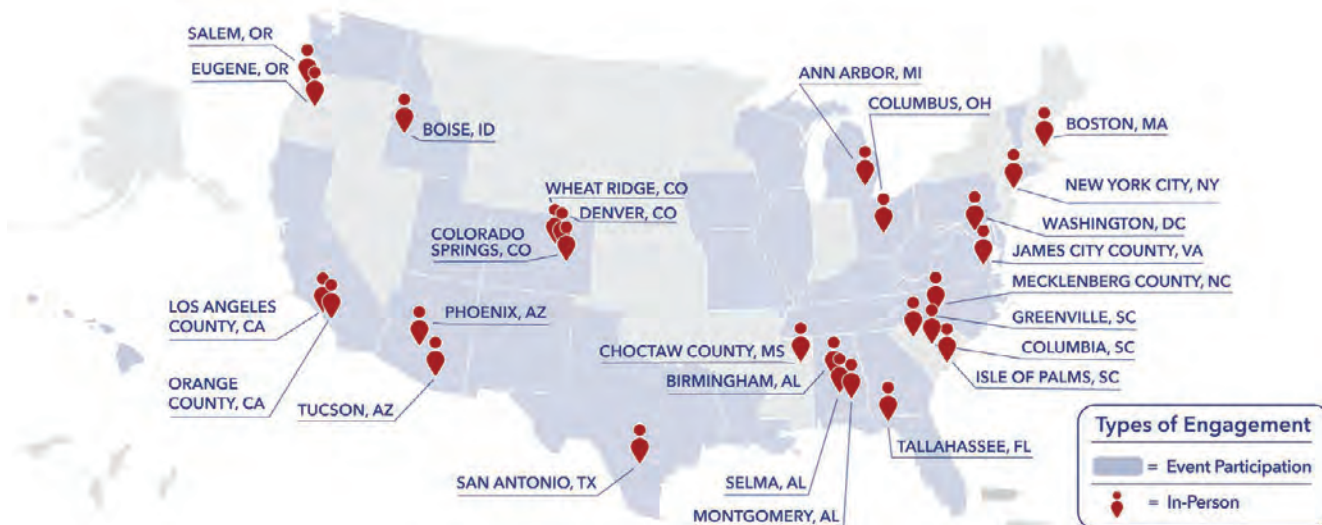 SALEM, OR
EUGENE, OR
BOISE, ID
ANN ARBOR, MI
COLUMBUS, OH
BOSTON, MA
NEW YORK CITY, NY
WASHINGTON, DC
JAMES CITY COUNTY, VA
WHEAT RIDGE, CO
DENVER, CO
COLORADO
SPRINGS, CO
MECKLENBERG COUNTY, NC
GREENVILLE, SC
COLUMBIA, SC
ISLE OF PALMS, SC
LOS ANGELES
COUNTY, CA
PHOENIX, AZ
ORANGE
COUNTY, CA
TUCSON, AZ
CHOCTAW COUNTY, MS
BIRMINGHAM, AL
TALLAHASSEE, FL
SAN ANTONIO, TX
SELMA, AL
MONTGOMERY, AL
Types of Engagement
= Event Participation
= In-Person